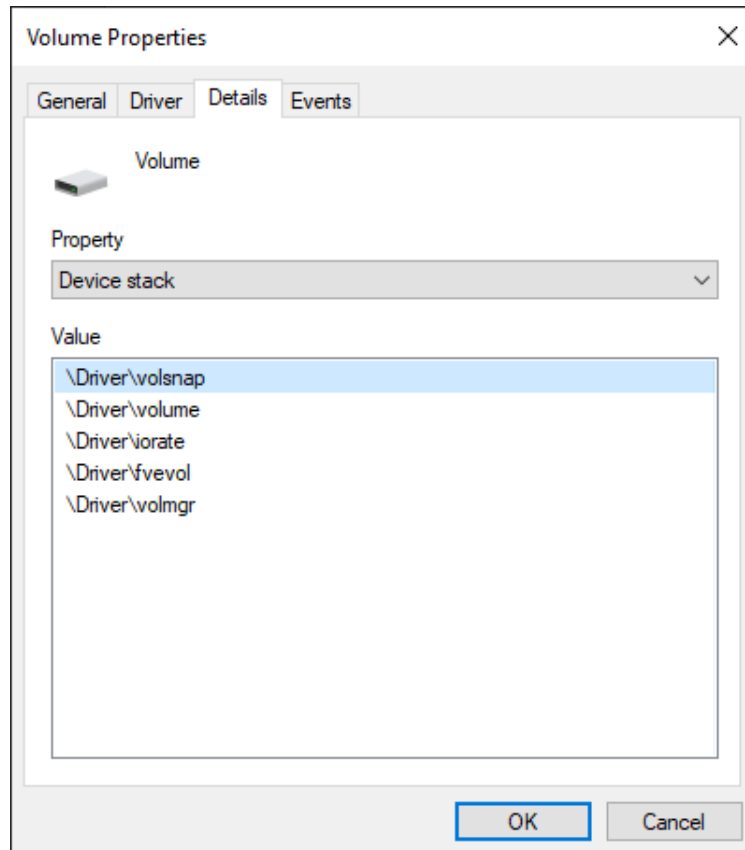 Volume Properties
General Driver Details Events
Volume
Property
Device stack
Value
\Driver\volsnap
\Driver\volume
\Driver\iorate
\Driver\fvevol
\Driver\volmgr
OK Cancel